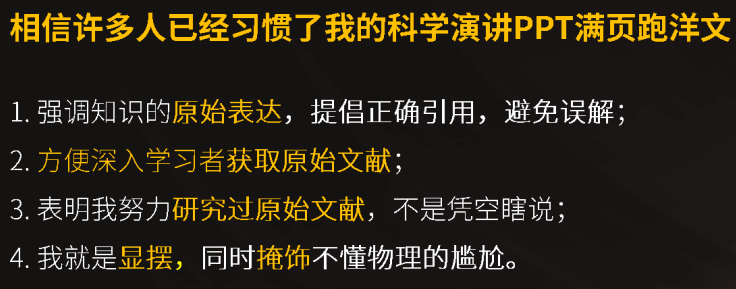 相信许多人已经习惯了我的科学演讲PPT满页跑洋文
1. 强调知识的原始表达，提倡正确引用，避免误解；
2. 方便深入学习者获取原始文献；
3. 表明我努力研究过原始文献，不是凭空瞎说；
4. 我就是显摆，同时掩饰不懂物理的尴尬。